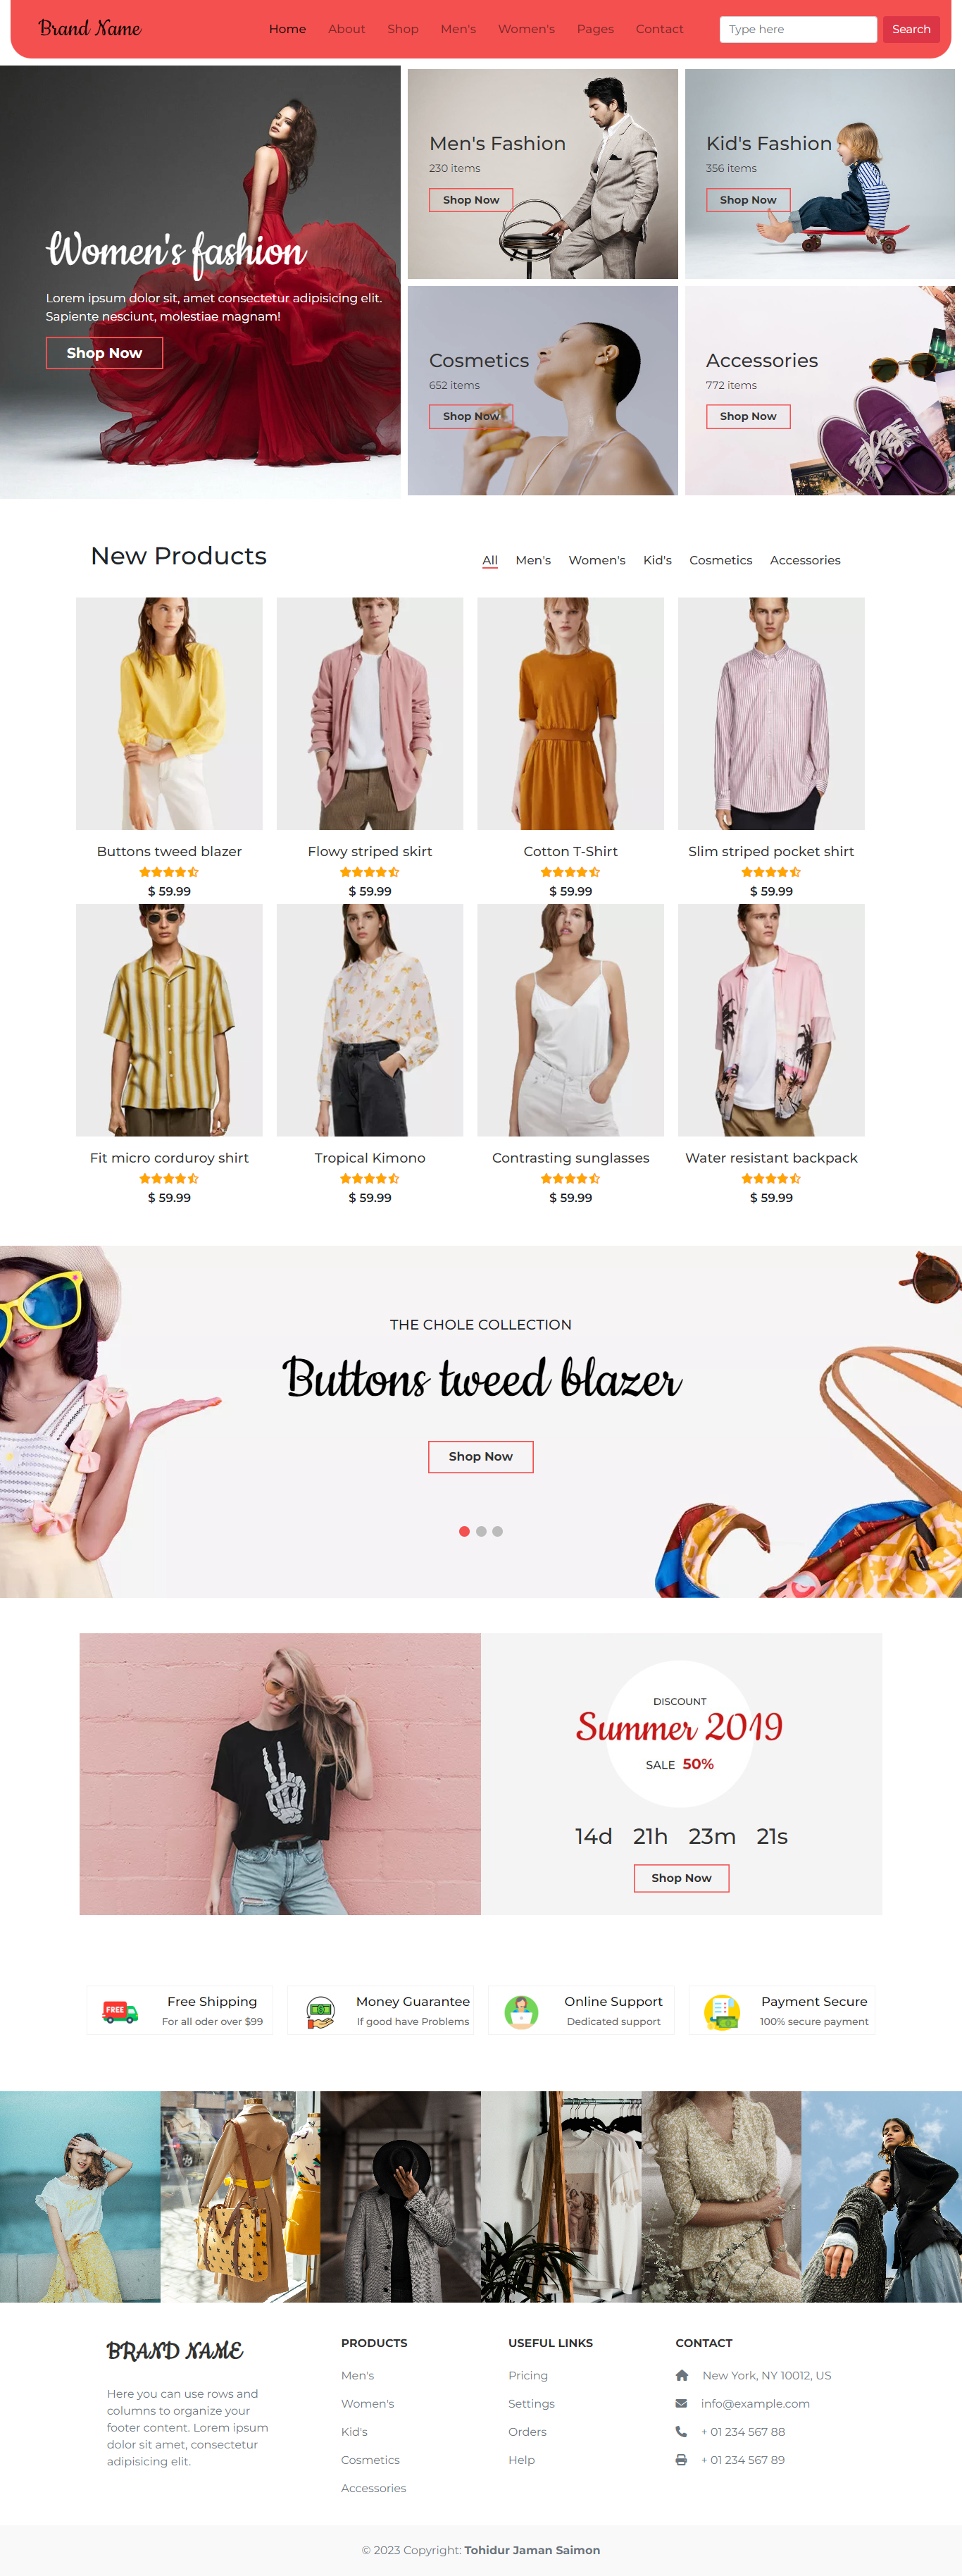 Brand Name
Home About Shop Men's Women's Pages Contact
Type here
Search
Women's fashion
Lorem ipsum dolor sit, amet consectetur adipisicing elit.
Sapiente nesciunt, molestiae magnam!
Shop Now
Men's Fashion
230 items
Shop Now
Kid's Fashion
356 items
Shop Now
Cosmetics
652 items
Shop Now
Accessories
772 items
Shop Now
New Products
All Men's Women's Kid's Cosmetics Accessories
Buttons tweed blazer
$ 59.99
Flowy striped skirt
$ 59.99
Cotton T-Shirt
$ 59.99
Slim striped pocket shirt
$ 59.99
Fit micro corduroy shirt
$ 59.99
Tropical Kimono
$ 59.99
Contrasting sunglasses
$ 59.99
Water resistant backpack
$ 59.99
THE CHOLE COLLECTION
Buttons tweed blazer
Shop Now
DISCOUNT
Summer 2019
SALE 50%
14d 21h 23m 21s
Shop Now
FREE
Free Shipping
For all oder over $99
Money Guarantee
If good have Problems
Online Support
Dedicated support
Payment Secure
100% secure payment
BRAND NAME
Here you can use rows and
columns to organize your
footer content. Lorem ipsum
dolor sit amet, consectetur
adipisicing elit.
PRODUCTS
Men's
Women's
Kid's
Cosmetics
Accessories
USEFUL LINKS
Pricing
Settings
Orders
Help
CONTACT
New York, NY 10012, US
info@example.com
+ 01 234 567 88
+ 01 234 567 89
© 2023 Copyright: Tohidur Jaman Saimon